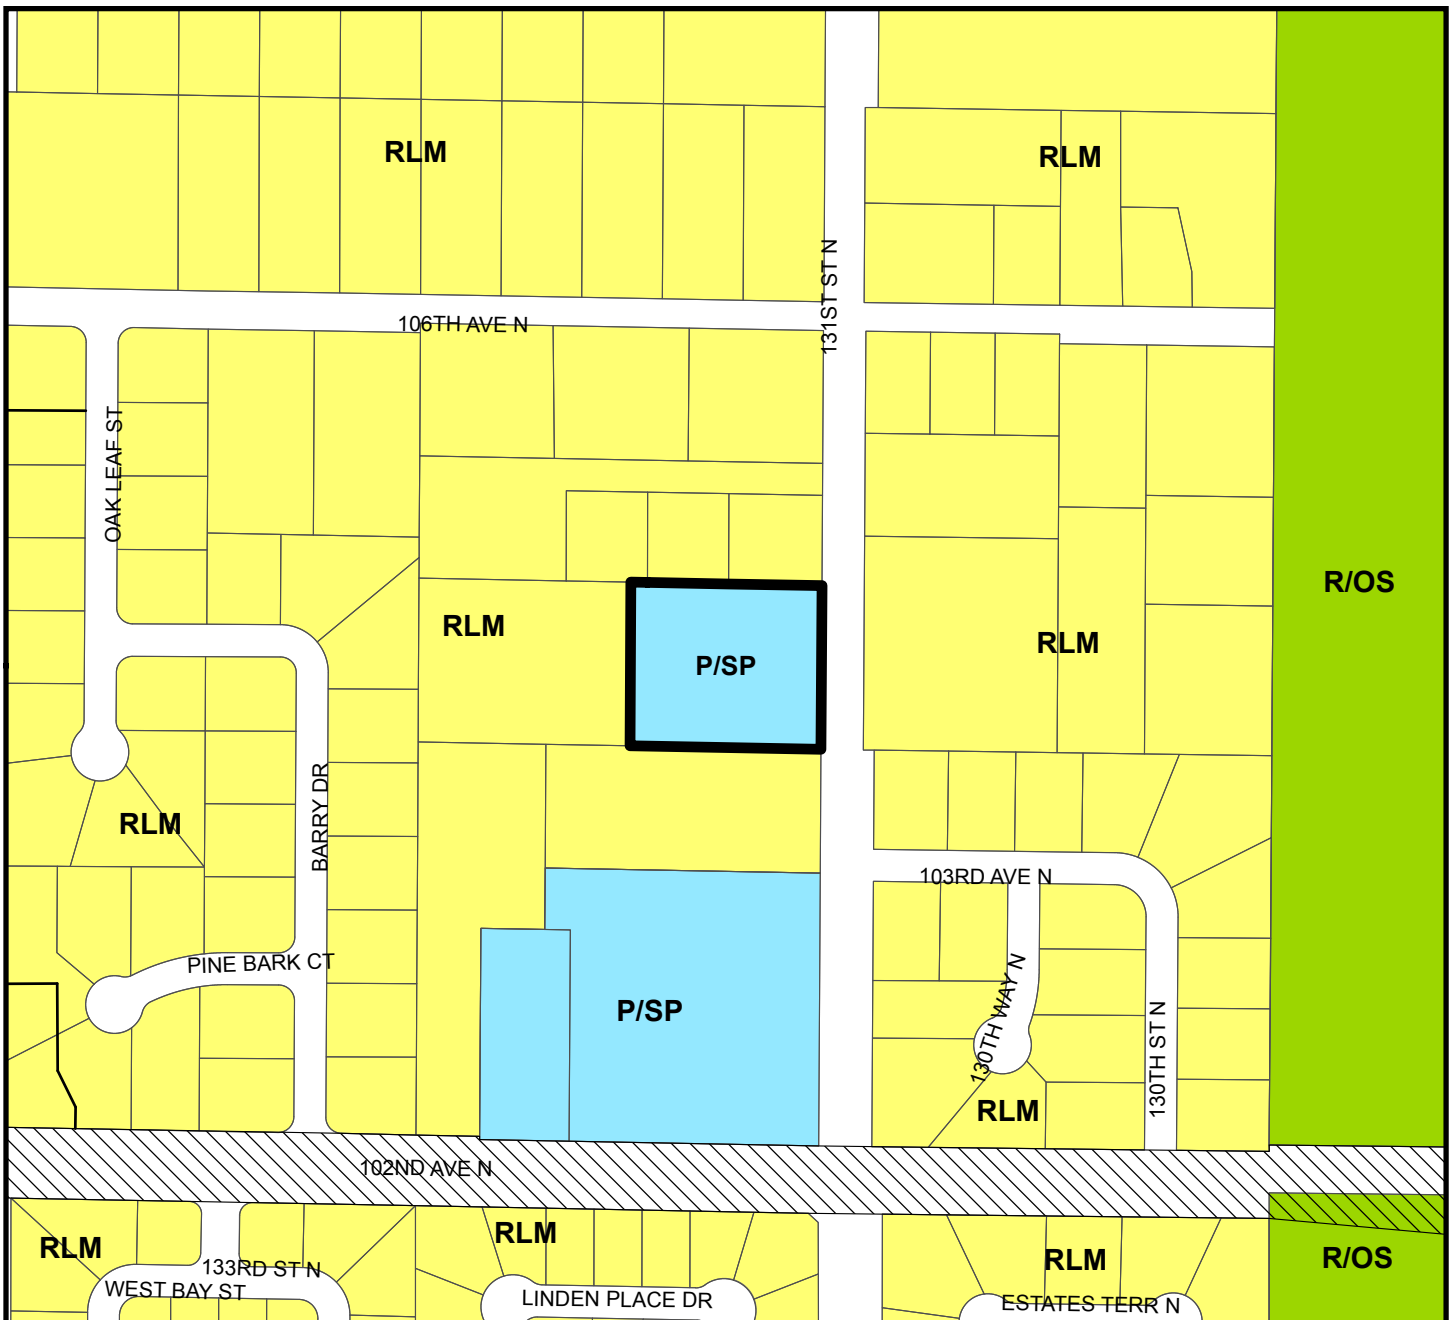 RLM
RLM
131ST ST N
106TH AVE N
OAK LEAF ST
R/OS
RLM
RLM
P/SP
BARRY DR
RLM
103RD AVE N
PINE BARK CT
130TH WAY N
P/SP
130TH ST N
RLM
102ND AVE N
RLM
RLM
RLM
R/OS
133RD ST N
WEST BAY ST
LINDEN PLACE DR
ESTATES TERR N